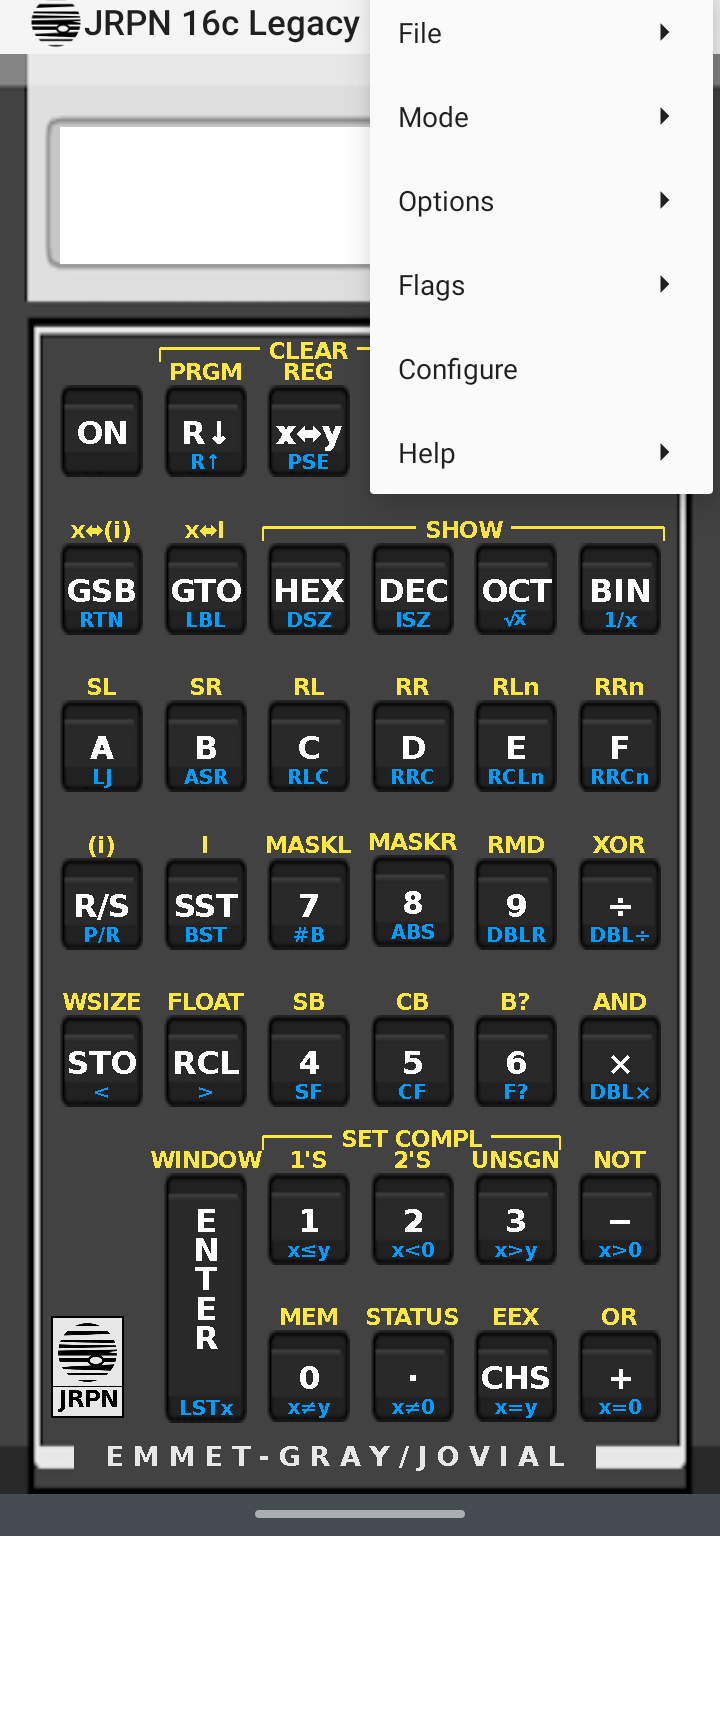 JRPN 16c Legacy
File
Mode
Options
Flags
Configure
Help
CLEAR
PRGM REG
ON R↓ x⬌y
R↑ PSE
x⬌(i) x⬌I SHOW
GSB GTO HEX DEC OCT BIN
RTN LBL DSZ ISZ √x̅ 1/x
SL SR RL RR RLn RRn
A B C D E F
LJ ASR RLC RRC RCLn RRCn
(i) I MASKL MASKR RMD XOR
R/S SST 7 8 9 ÷
P/R BST #B ABS DBLR DBL÷
WSIZE FLOAT SB CB B? AND
STO RCL 4 5 6 ×
< > SF CF F? DBL×
SET COMPL
WINDOW 1'S 2'S UNSGN NOT
ENTER 1 2 3 −
x≤y x<0 x>y x>0
MEM STATUS EEX OR
0 · CHS +
LSTx x≠y x≠0 x=y x=0
JRPN
EMMET-GRAY/JOVIAL